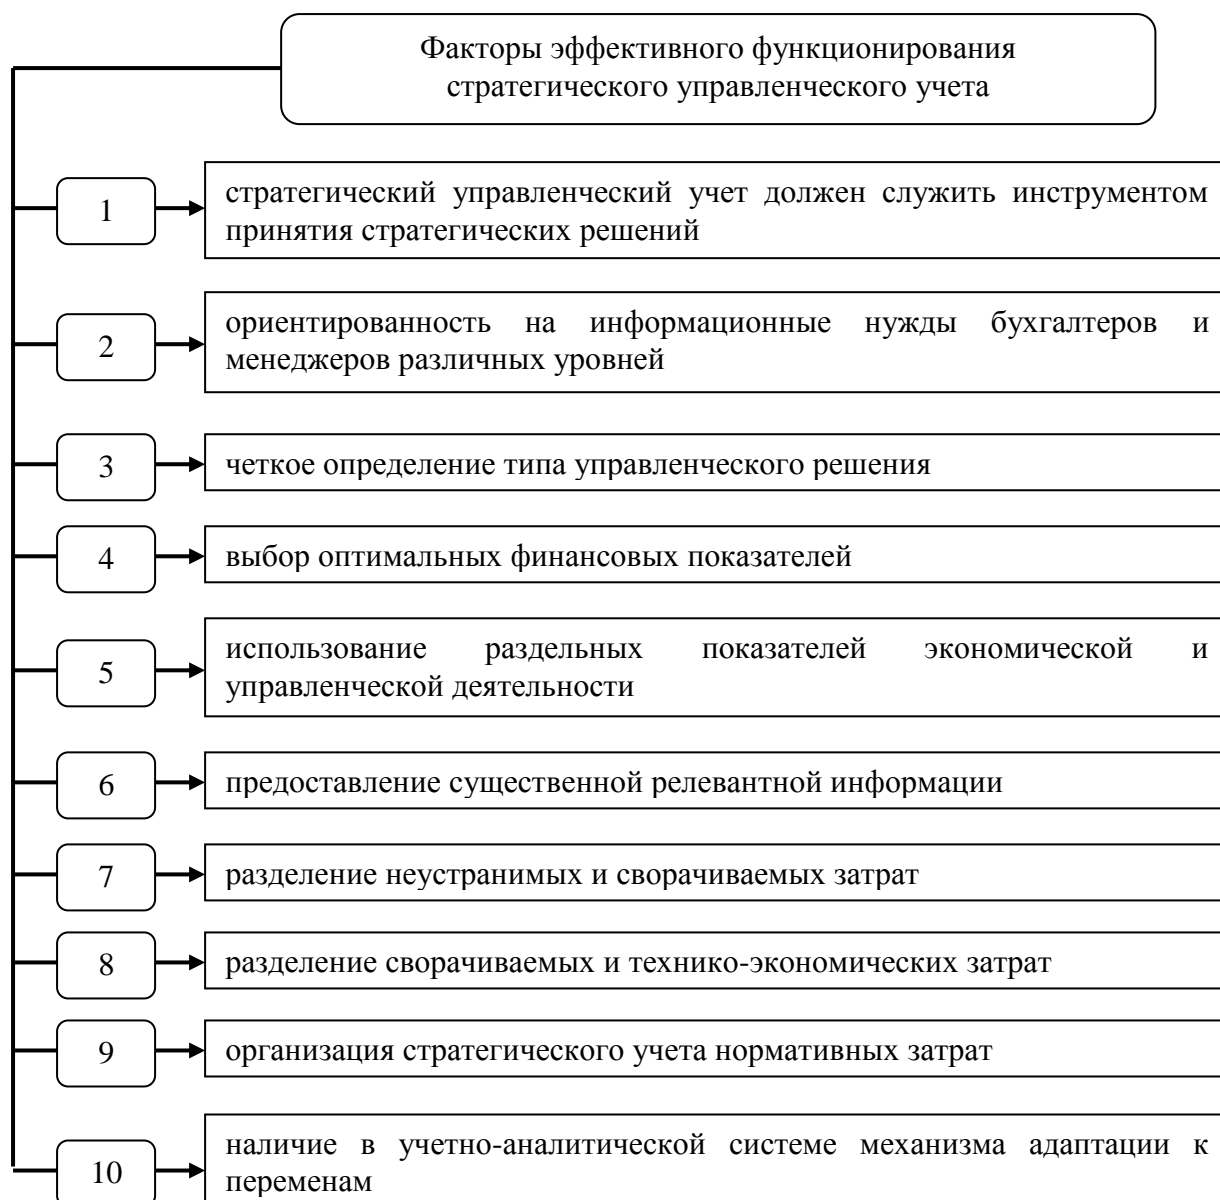 Факторы эффективного функционирования
стратегического управленческого учета
1
стратегический управленческий учет должен служить инструментом
принятия стратегических решений
2
ориентированность на информационные нужды бухгалтеров и
менеджеров различных уровней
3
четкое определение типа управленческого решения
4
выбор оптимальных финансовых показателей
5
использование раздельных показателей экономической и
управленческой деятельности
6
предоставление существенной релевантной информации
7
разделение неустранимых и сворачиваемых затрат
8
разделение сворачиваемых и технико-экономических затрат
9
организация стратегического учета нормативных затрат
10
наличие в учетно-аналитической системе механизма адаптации к
переменам